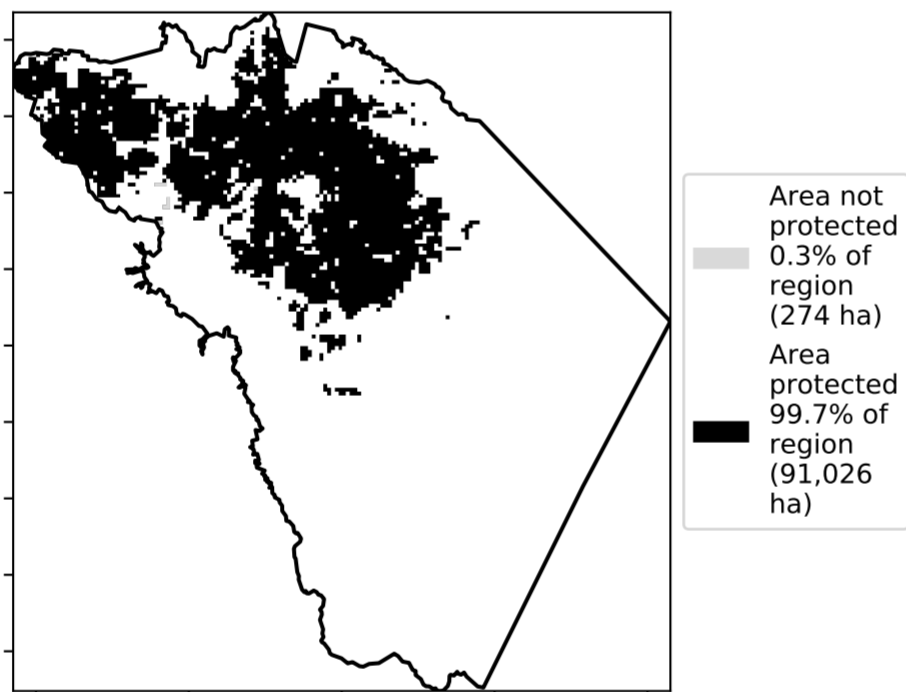 Area not
protected
0.3% of
region
(274 ha)
Area
protected
99.7% of
region
(91,026
ha)